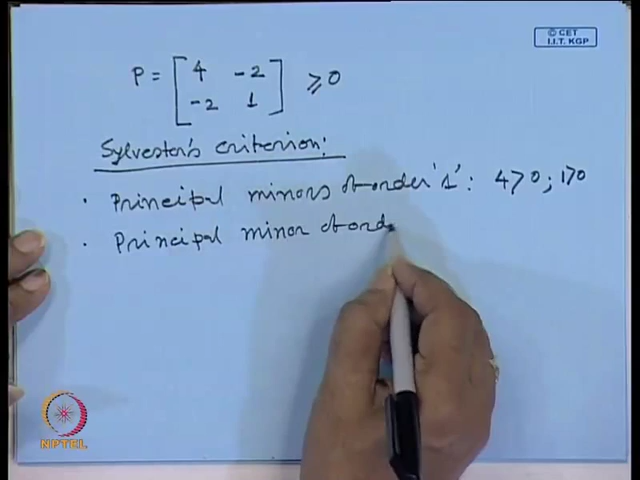 © CET
I.I.T. KGP
P = [4 -2
-2 1] ≥ 0
Sylvester's criterion:
· Principal minors of order '1': 4>0; 1>0
· Principal minor of orde
NPTEL